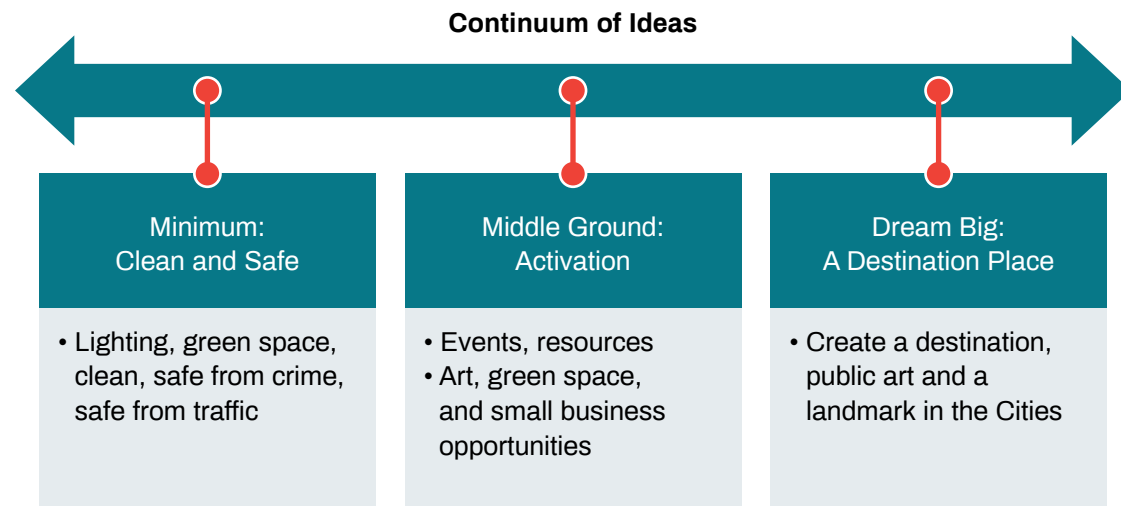 Continuum of Ideas
Minimum:
Clean and Safe
• Lighting, green space,
clean, safe from crime,
safe from traffic
Middle Ground:
Activation
• Events, resources
• Art, green space,
and small business
opportunities
Dream Big:
A Destination Place
• Create a destination,
public art and a
landmark in the Cities